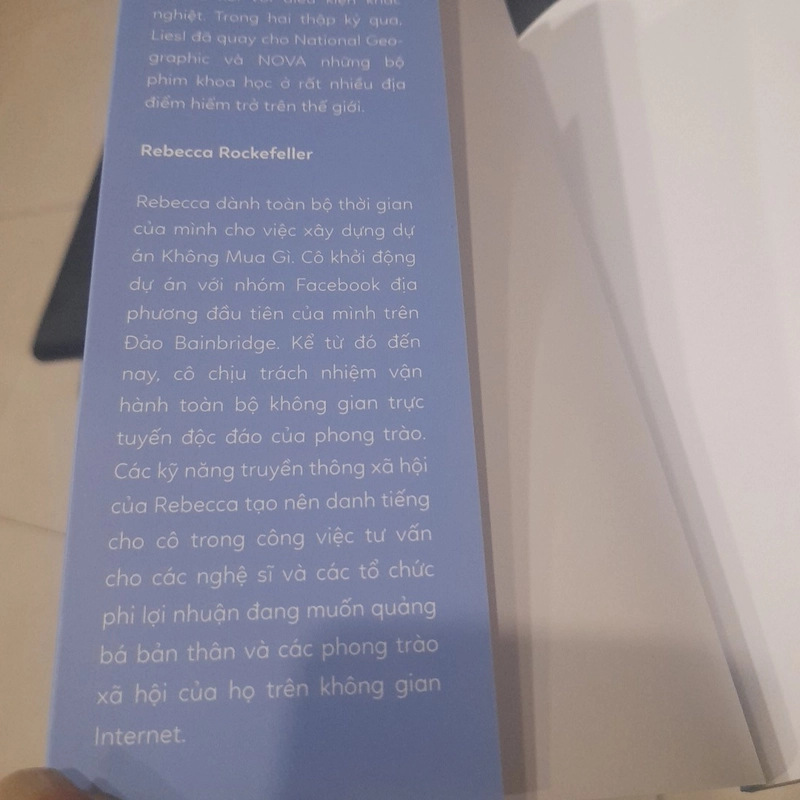 nghiệt. Trong hai thập kỷ qua,
Liesl đã quay cho National Geo-
graphic và NOVA những bộ
phim khoa học ở rất nhiều địa
điểm hiểm trở trên thế giới.
Rebecca Rockefeller
Rebecca dành toàn bộ thời gian
của mình cho việc xây dựng dự
án Không Mua Gì. Cô khởi động
dự án với nhóm Facebook địa
phương đầu tiên của mình trên
Đảo Bainbridge. Kể từ đó đến
nay, cô chịu trách nhiệm vận
hành toàn bộ không gian trực
tuyến độc đáo của phong trào.
Các kỹ năng truyền thông xã hội
của Rebecca tạo nên danh tiếng
cho cô trong công việc tư vấn
cho các nghệ sĩ và các tổ chức
phi lợi nhuận đang muốn quảng
bá bản thân và các phong trào
xã hội của họ trên không gian
Internet.